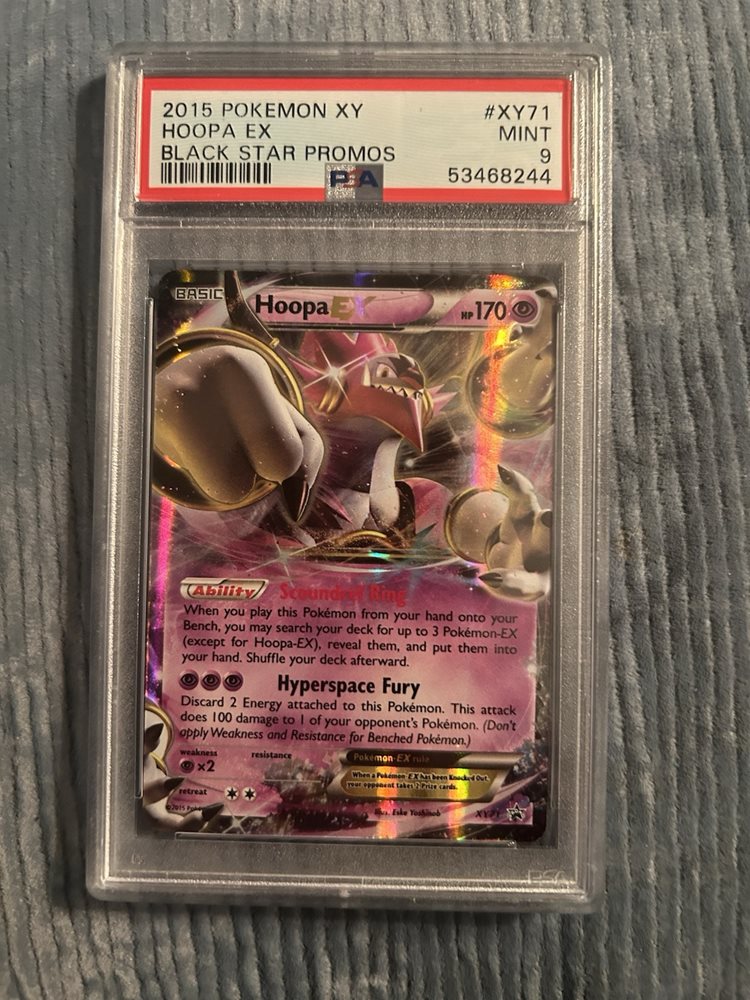 2015 POKEMON XY #XY71
HOOPA EX MINT
BLACK STAR PROMOS 9
PSA 53468244
BASIC HoopaEX HP170
Ability Scoundrel Ring
When you play this Pokémon from your hand onto your
Bench, you may search your deck for up to 3 Pokémon-EX
(except for Hoopa-EX), reveal them, and put them into
your hand. Shuffle your deck afterward.
Hyperspace Fury
Discard 2 Energy attached to this Pokémon. This attack
does 100 damage to 1 of your opponent's Pokémon. (Don't
apply Weakness and Resistance for Benched Pokémon.)
weakness resistance Pokémon-EX rule
×2 When a Pokémon-EX has been Knocked Out,
your opponent takes 2 Prize cards.
retreat
©2015 Illus. Eske Yoshinob XY71